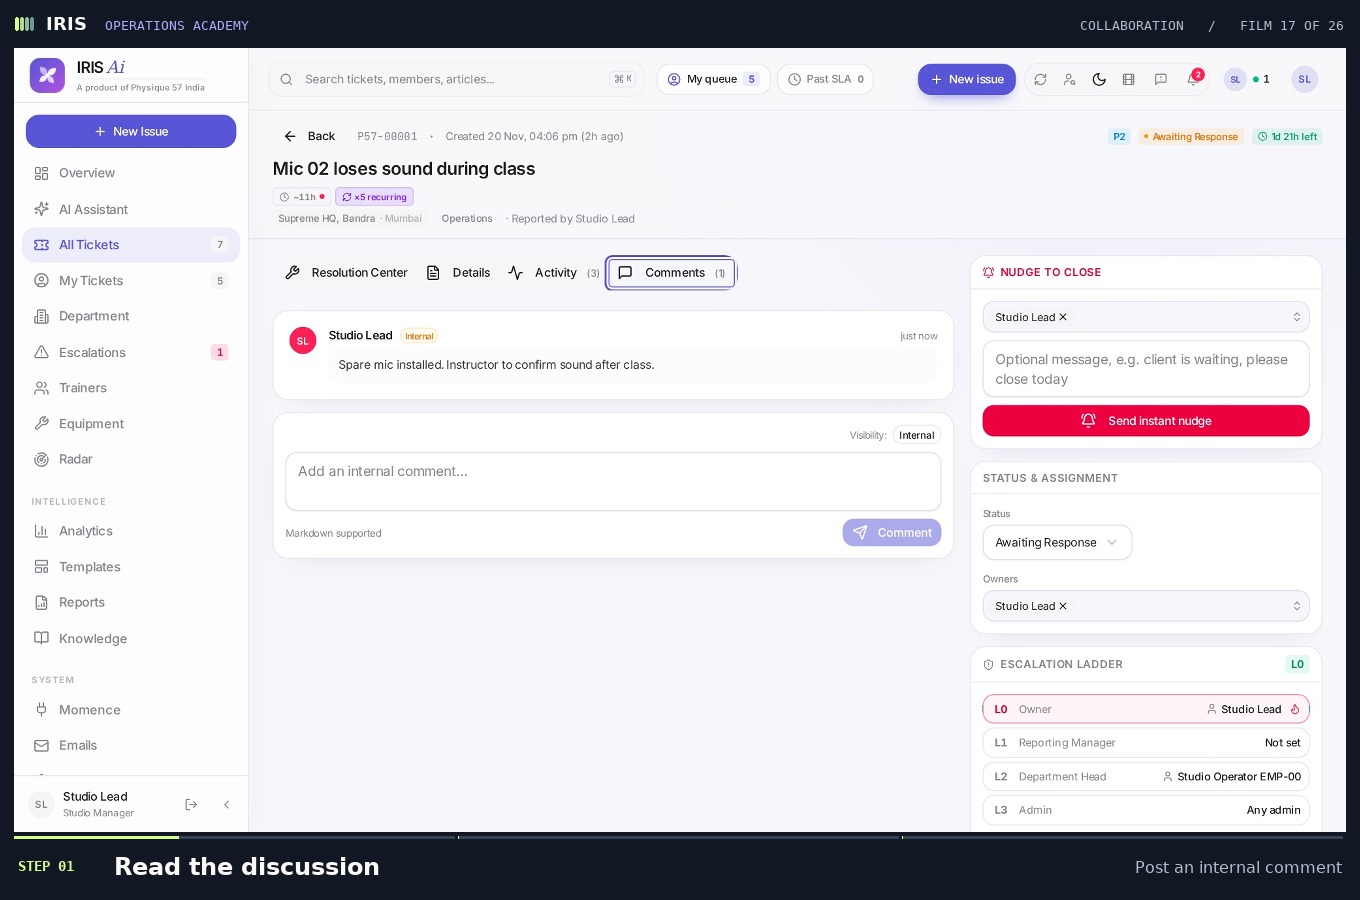 IRIS OPERATIONS ACADEMY
COLLABORATION / FILM 17 OF 26
IRIS Ai
A product of Physique 57 India
Search tickets, members, articles...
⌘ K
My queue 5
Past SLA 0
+ New issue
2
SL
1
SL
+ New Issue
Overview
AI Assistant
All Tickets 7
My Tickets 5
Department
Escalations 1
Trainers
Equipment
Radar
INTELLIGENCE
Analytics
Templates
Reports
Knowledge
SYSTEM
Momence
Emails
SL
Studio Lead
Studio Manager
Back P57-00001 · Created 20 Nov, 04:06 pm (2h ago)
P2 Awaiting Response 1d 21h left
Mic 02 loses sound during class
~11h ×5 recurring
Supreme HQ, Bandra · Mumbai Operations · Reported by Studio Lead
Resolution Center Details Activity (3) Comments (1)
SL Studio Lead Internal just now
Spare mic installed. Instructor to confirm sound after class.
Visibility: Internal
Add an internal comment...
Markdown supported Comment
NUDGE TO CLOSE
Studio Lead ×
Optional message, e.g. client is waiting, please
close today
Send instant nudge
STATUS & ASSIGNMENT
Status
Awaiting Response
Owners
Studio Lead ×
ESCALATION LADDER L0
L0 Owner Studio Lead
L1 Reporting Manager Not set
L2 Department Head Studio Operator EMP-00
L3 Admin Any admin
STEP 01 Read the discussion Post an internal comment